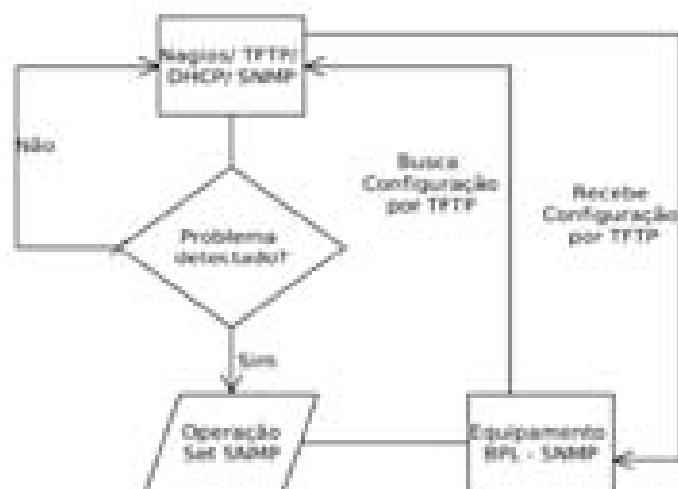 Nagios/ TFTP/
DHCP/ SNMP
Não
Busca
Configuração
por TFTP
Recebe
Configuração
por TFTP
Problema
detectado?
Sim
Operação
Set SNMP
Equipamento
BPL - SNMP